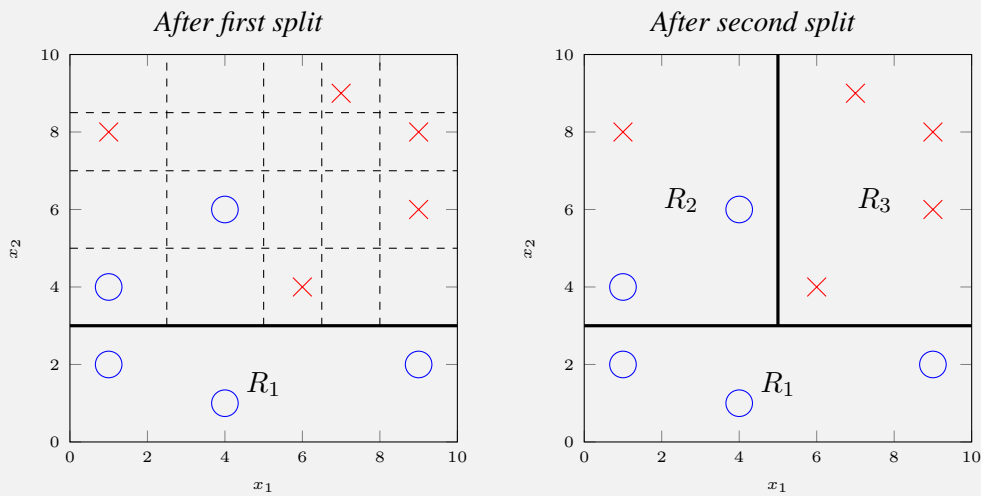 After first split
10
8
6
4
2
0
0 2 4 6 8 10
x₂
x₁
R₁
After second split
10
8
6
4
2
0
0 2 4 6 8 10
x₂
x₁
R₂
R₃
R₁